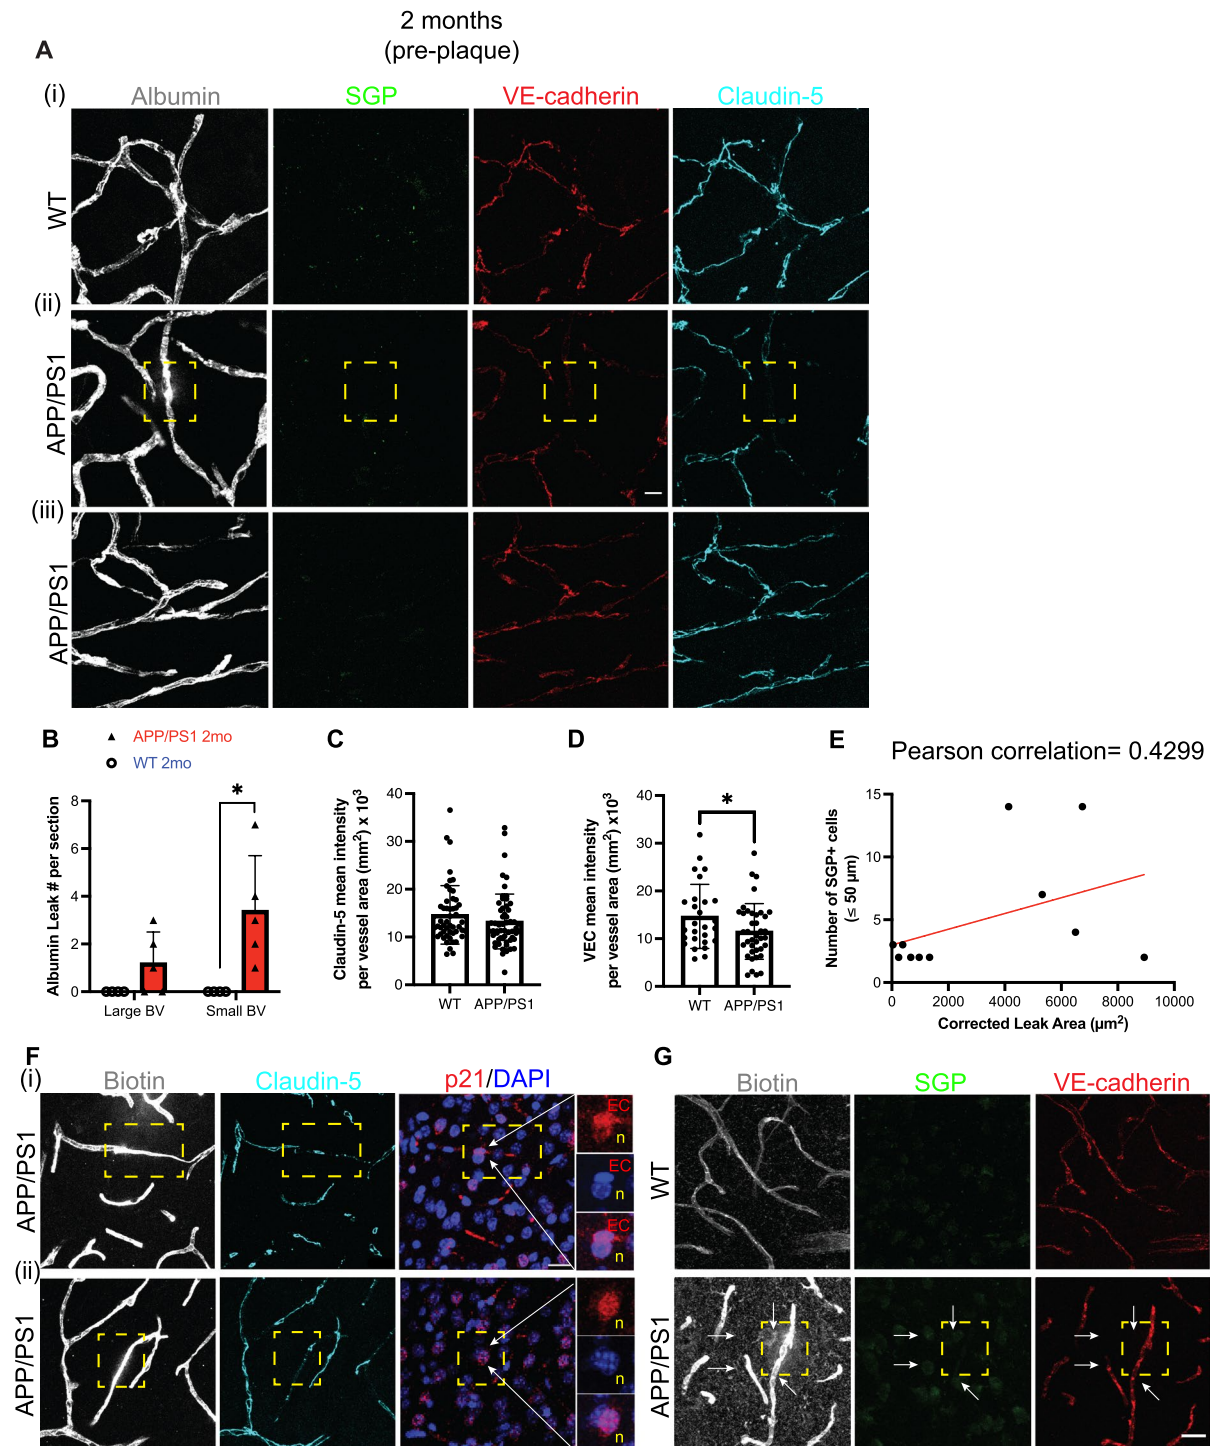 2 months
(pre-plaque)
A
(i)
Albumin
SGP
VE-cadherin
Claudin-5
WT
(ii)
APP/PS1
(iii)
APP/PS1
B
APP/PS1 2mo
WT 2mo
Albumin Leak # per section
8
6
4
2
0
*
Large BV
Small BV
C
Claudin-5 mean intensity
per vessel area (mm²) x 10³
40
30
20
10
0
WT
APP/PS1
D
VEC mean intensity
per vessel area (mm²) x10³
40
30
20
10
0
*
WT
APP/PS1
E
Pearson correlation= 0.4299
Number of SGP+ cells
(≤ 50 µm)
15
10
5
0
0
2000
4000
6000
8000
10000
Corrected Leak Area (µm²)
F
(i)
Biotin
Claudin-5
p21/DAPI
APP/PS1
EC
n
n
EC
n
(ii)
APP/PS1
n
n
n
G
Biotin
SGP
VE-cadherin
WT
APP/PS1